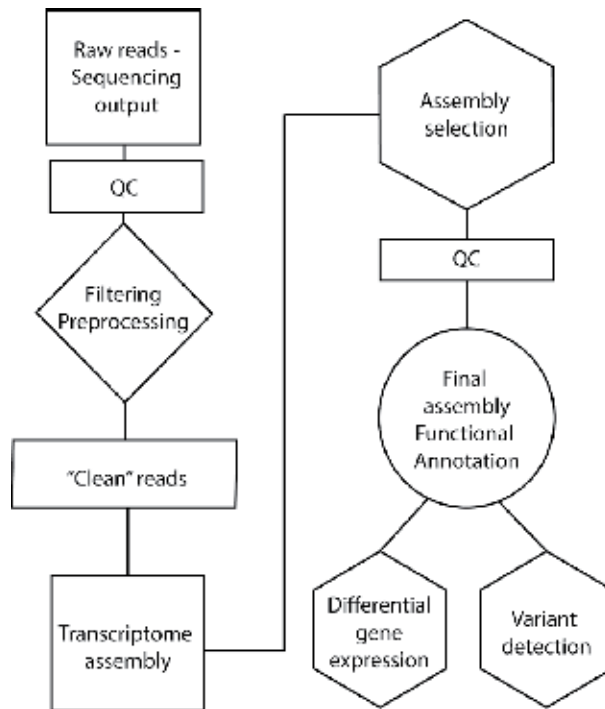 Raw reads -
Sequencing
output
QC
Filtering
Preprocessing
"Clean" reads
Transcriptome
assembly
Assembly
selection
QC
Final
assembly
Functional
Annotation
Differential
gene
expression
Variant
detection